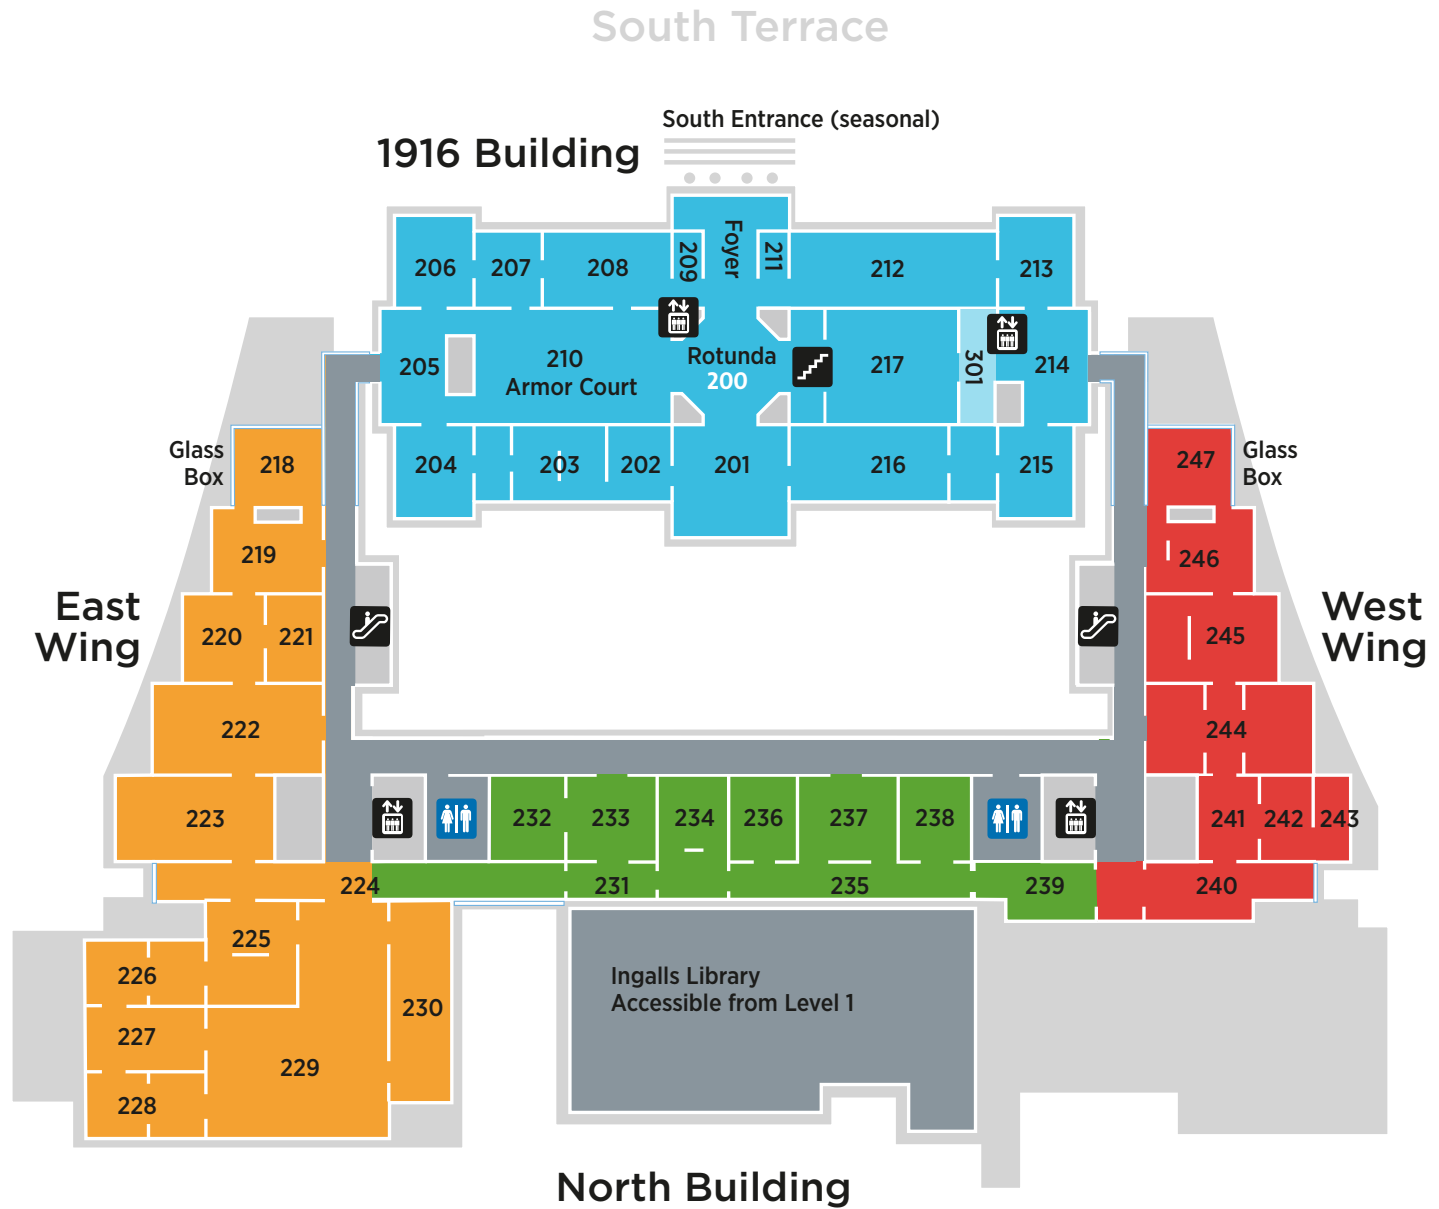 South Terrace
South Entrance (seasonal)
1916 Building
206
207
208
209
Foyer
211
212
213
205
210
Armor Court
Rotunda
200
217
301
214
204
203
202
201
216
215
Glass
Box
218
247
Glass
Box
219
246
East
Wing
220
221
245
West
Wing
222
244
223
232
233
234
236
237
238
241
242
243
224
231
235
239
240
225
226
227
228
229
230
Ingalls Library
Accessible from Level 1
North Building